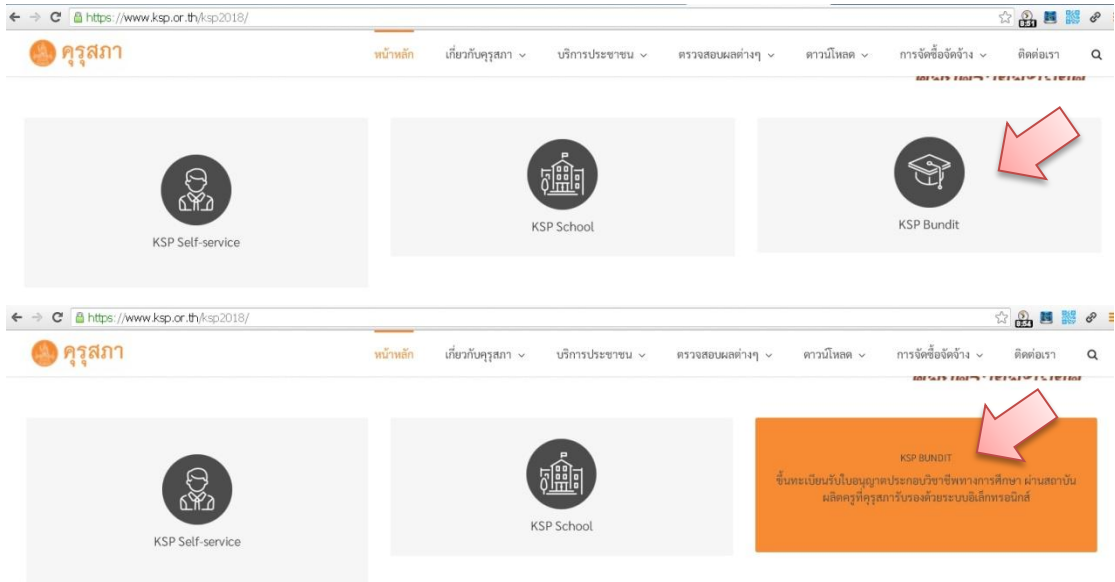 https://www.ksp.or.th/ksp2018/
0:51
คุรุสภา
หน้าหลัก เกี่ยวกับคุรุสภา บริการประชาชน ตรวจสอบผลต่างๆ ดาวน์โหลด การจัดซื้อจัดจ้าง ติดต่อเรา
KSP Self-service
KSP School
KSP Bundit
https://www.ksp.or.th/ksp2018/
0:54
คุรุสภา
หน้าหลัก เกี่ยวกับคุรุสภา บริการประชาชน ตรวจสอบผลต่างๆ ดาวน์โหลด การจัดซื้อจัดจ้าง ติดต่อเรา
KSP Self-service
KSP School
KSP BUNDIT
ขึ้นทะเบียนรับใบอนุญาตประกอบวิชาชีพทางการศึกษา ผ่านสถาบัน
ผลิตครูที่คุรุสภารับรองด้วยระบบอิเล็กทรอนิกส์